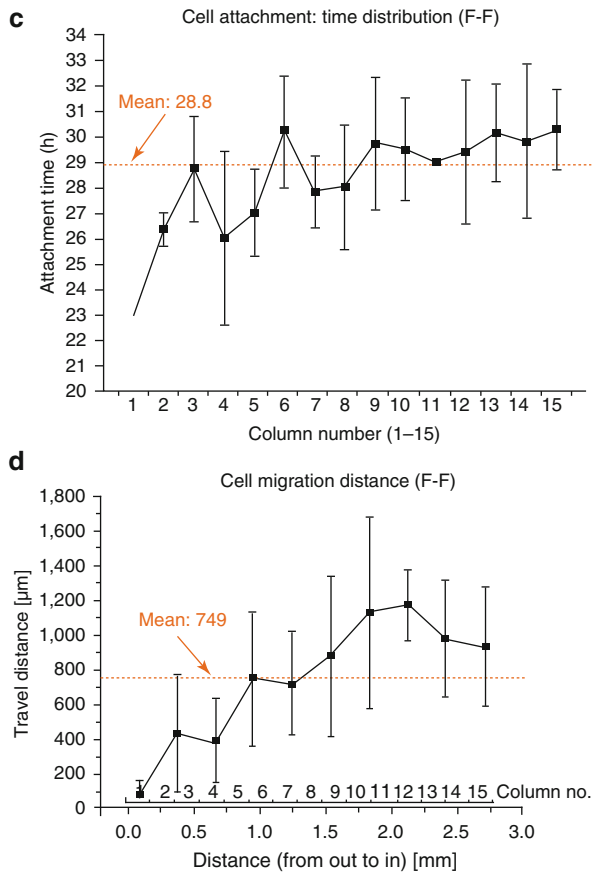 c
Cell attachment: time distribution (F-F)
34
33
32
31
30
29
28
27
26
25
24
23
22
21
20
Attachment time (h)
Mean: 28.8
1 2 3 4 5 6 7 8 9 10 11 12 13 14 15
Column number (1–15)
d
Cell migration distance (F-F)
1,800
1,600
1,400
1,200
1,000
800
600
400
200
0
Travel distance [µm]
Mean: 749
1 2 3 4 5 6 7 8 9 10 11 12 13 14 15 Column no.
0.0 0.5 1.0 1.5 2.0 2.5 3.0
Distance (from out to in) [mm]